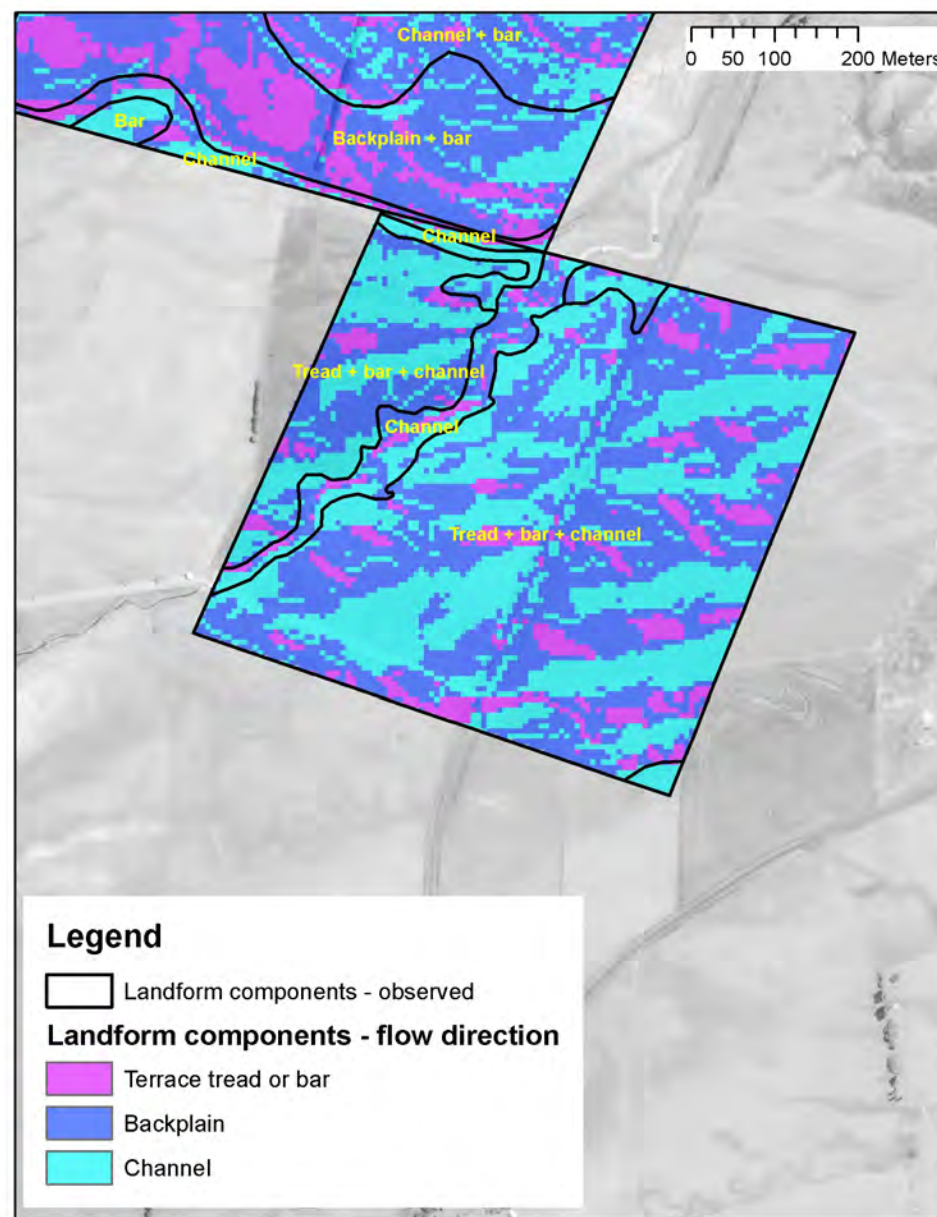 Channel + bar
0 50 100 200 Meters
Bar
Backplain + bar
Channel
Channel
Tread + bar + channel
Channel
Tread + bar + channel
Legend
Landform components - observed
Landform components - flow direction
Terrace tread or bar
Backplain
Channel